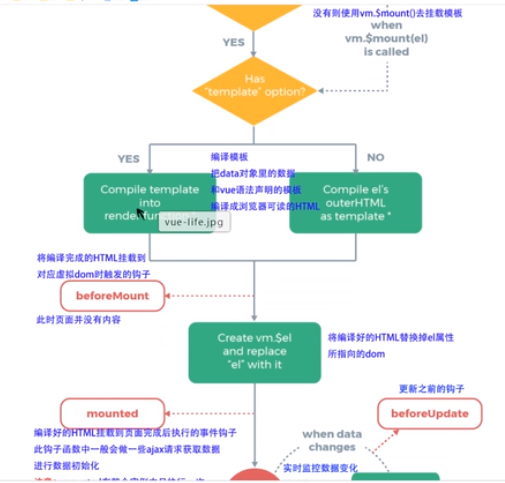 没有则使用vm.$mount()去挂载模板
when
vm.$mount(el)
is called
YES
Has
"template" option?
YES
NO
编译模板
把data对象里的数据
和vue语法声明的模板
编译成浏览器可读的HTML
Compile template
into
Compile el's
outerHTML
as template *
vue-life.jpg
将编译完成的HTML挂载到
对应虚拟dom时触发的钩子
beforeMount
此时页面并没有内容
Create vm.$el
and replace
"el" with it
将编译好的HTML替换掉el属性
所指向的dom
mounted
编译好的HTML挂载到页面完成后执行的事件钩子
此钩子函数中一般会做一些ajax请求获取数据
进行数据初始化
更新之前的钩子
beforeUpdate
when data
changes
实时监控数据变化